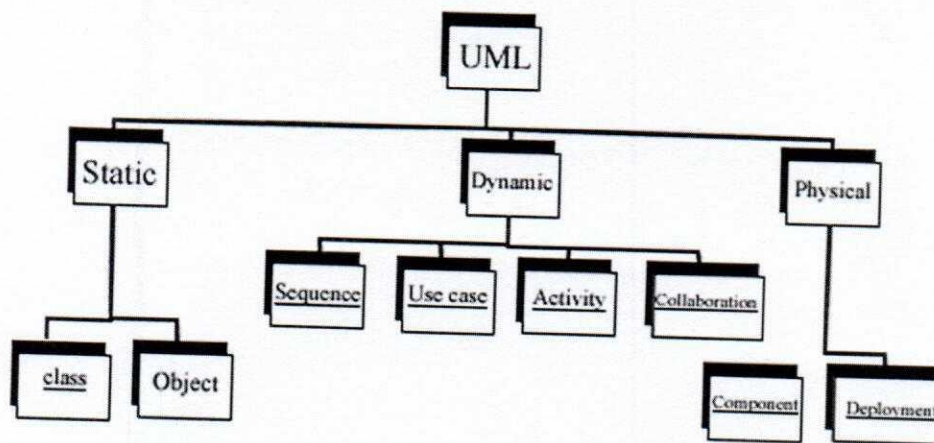 UML
Static
Dynamic
Physical
Sequence
Use case
Activity
Collaboration
class
Object
Component
Deployment